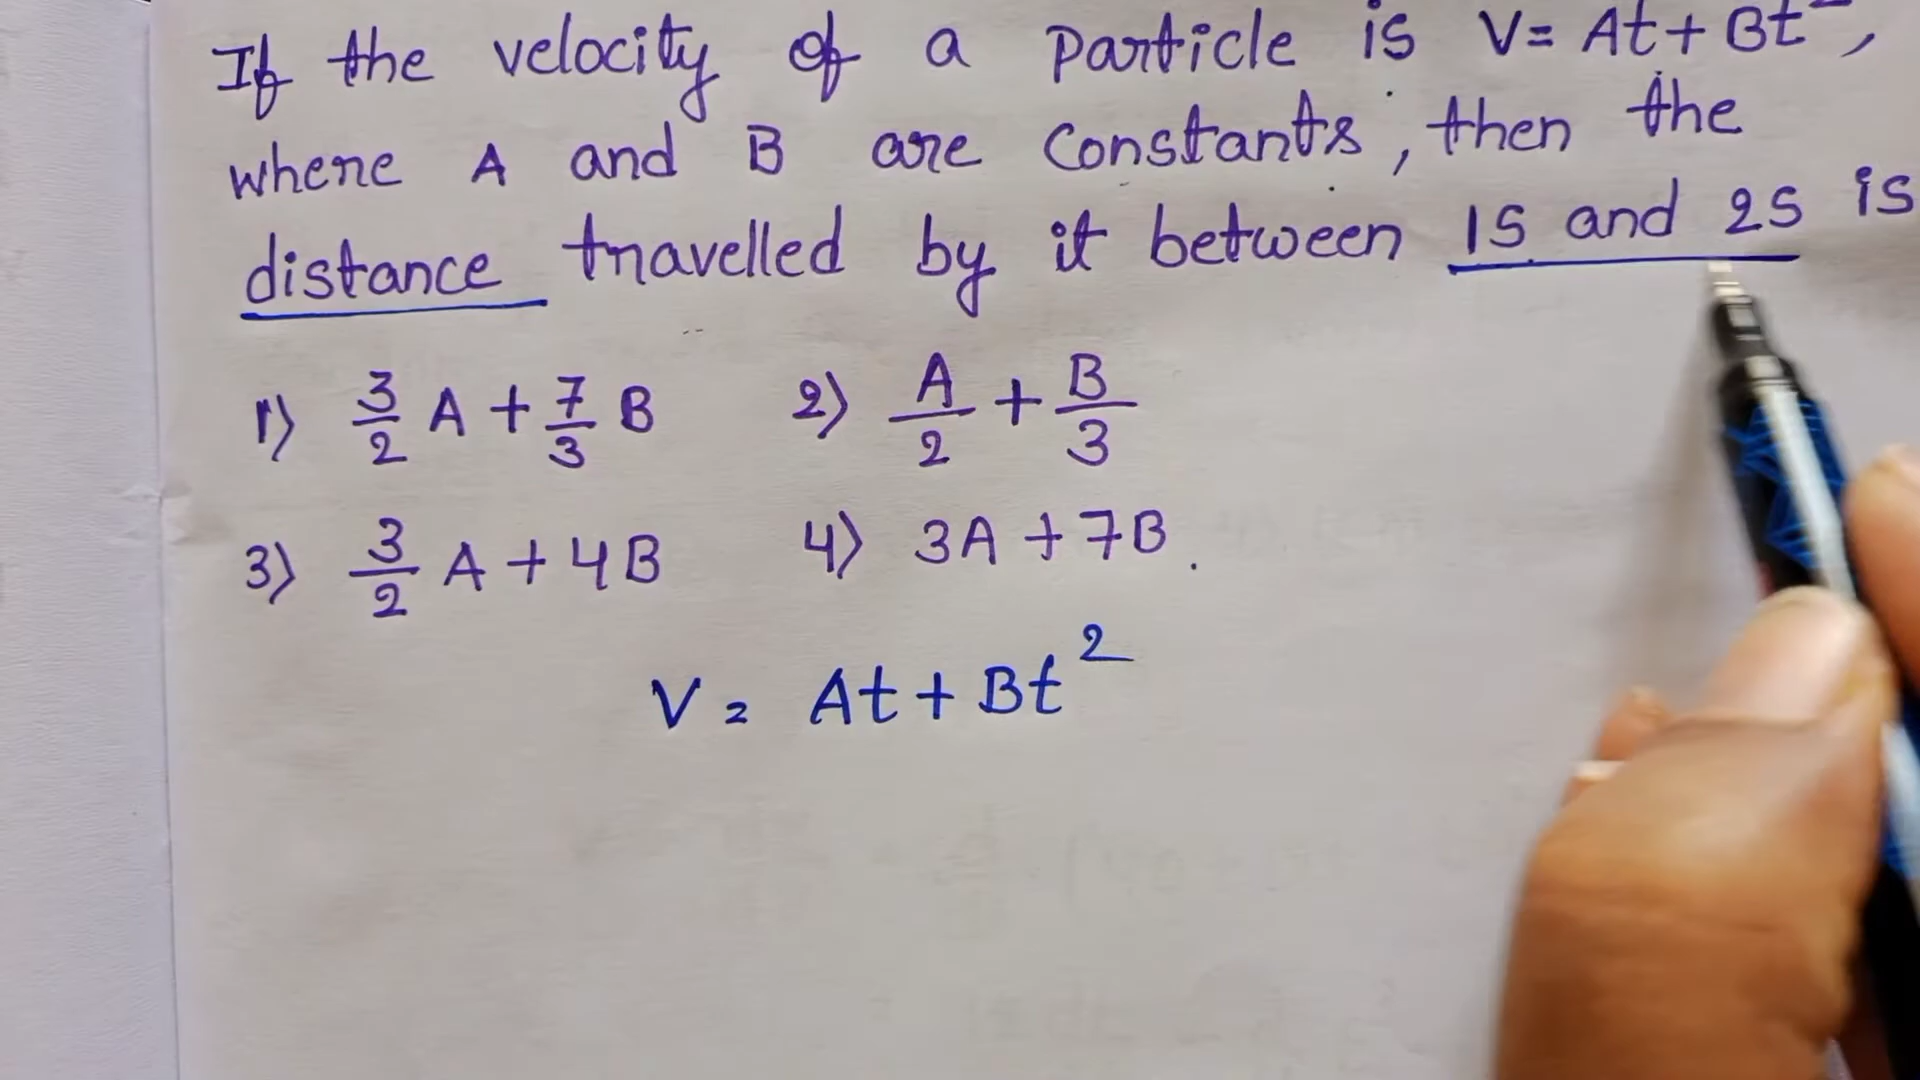 If the velocity of a particle is V= At + Bt²,
where A and B are constants, then the
distance travelled by it between 1S and 2S is
1) 3/2 A + 7/3 B 2) A/2 + B/3
3) 3/2 A + 4B 4) 3A + 7B.
V = At + Bt²